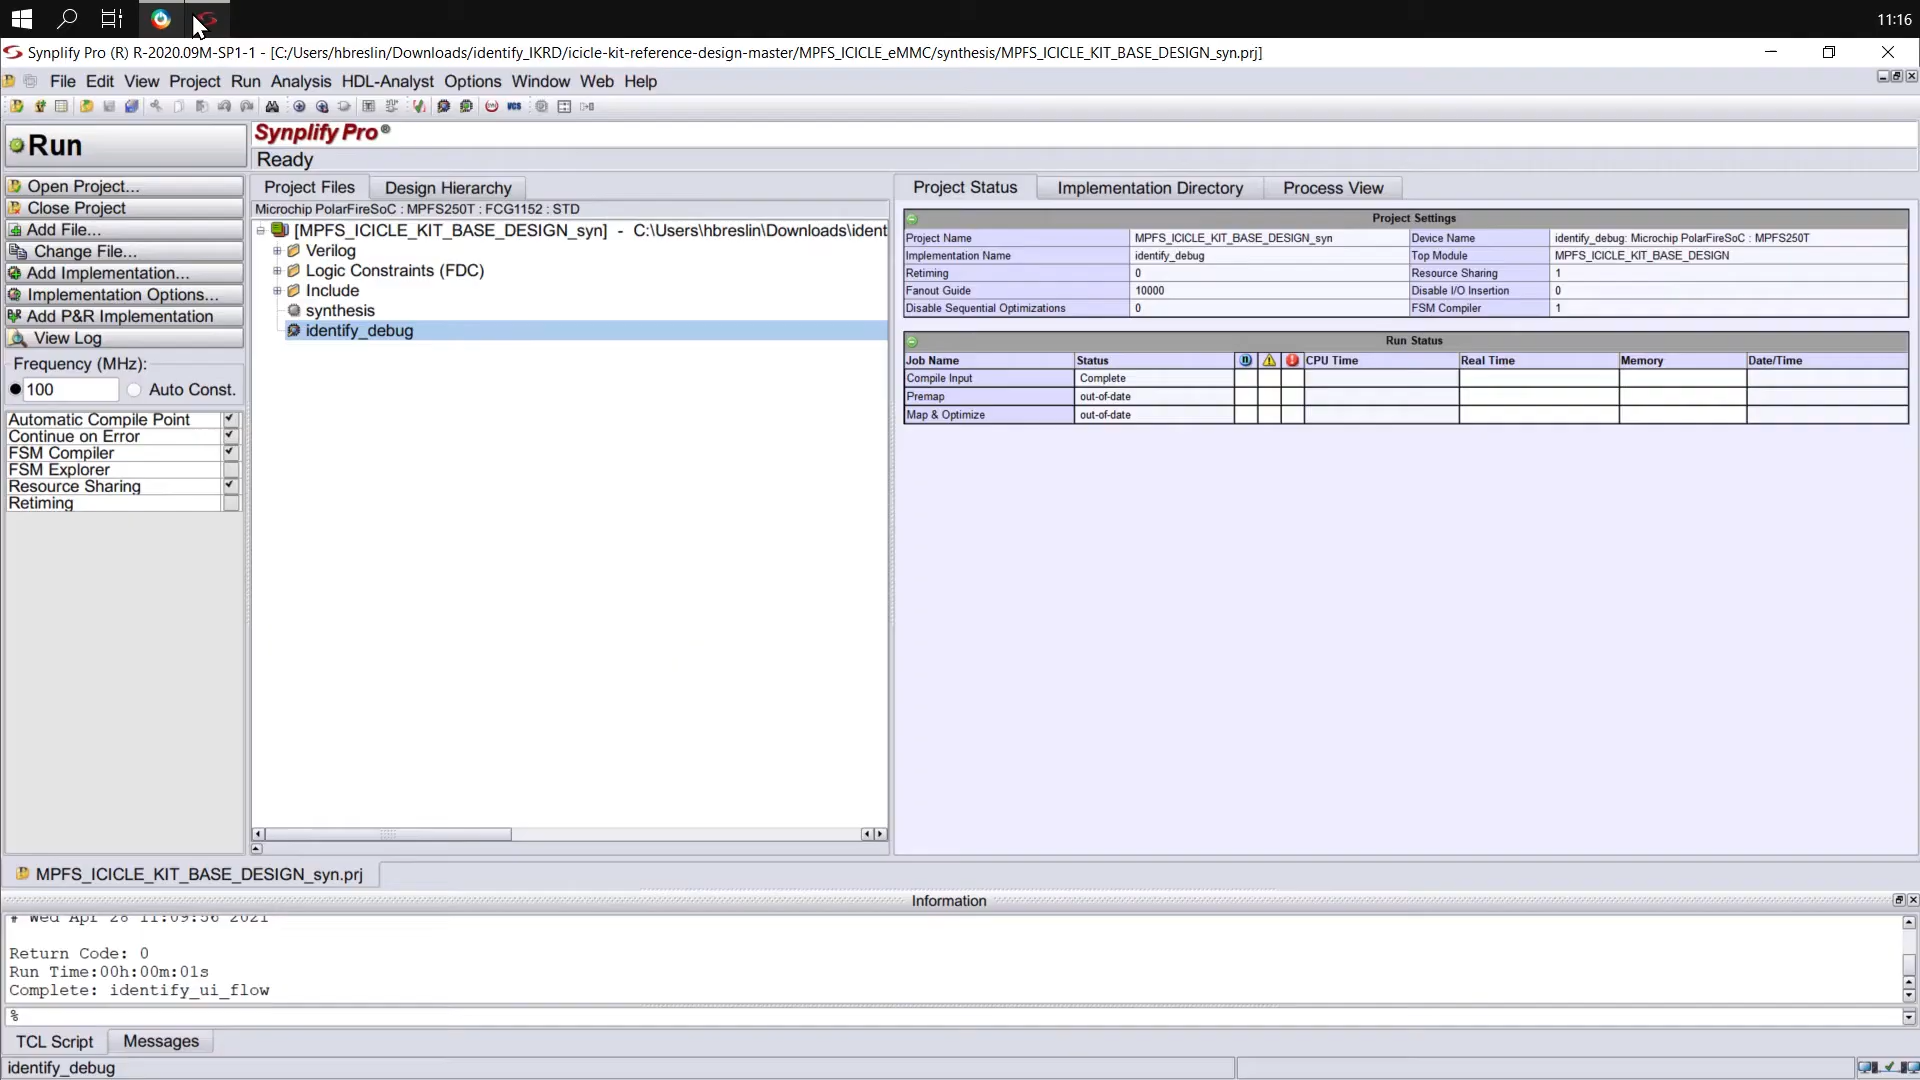 11:16
Synplify Pro (R) R-2020.09M-SP1-1 - [C:/Users/hbreslin/Downloads/identify_IKRD/icicle-kit-reference-design-master/MPFS_ICICLE_eMMC/synthesis/MPFS_ICICLE_KIT_BASE_DESIGN_syn.prj]
File Edit View Project Run Analysis HDL-Analyst Options Window Web Help
VCS
Run
Synplify Pro ®
Ready
Open Project...
Close Project
Add File...
Change File...
Add Implementation...
Implementation Options...
Add P&R Implementation
View Log
Frequency (MHz):
100 Auto Const.
Automatic Compile Point
Continue on Error
FSM Compiler
FSM Explorer
Resource Sharing
Retiming
Project Files Design Hierarchy
Microchip PolarFireSoC : MPFS250T : FCG1152 : STD
[MPFS_ICICLE_KIT_BASE_DESIGN_syn] - C:\Users\hbreslin\Downloads\ident
Verilog
Logic Constraints (FDC)
Include
synthesis
identify_debug
Project Status Implementation Directory Process View
Project Settings
Project Name MPFS_ICICLE_KIT_BASE_DESIGN_syn Device Name identify_debug: Microchip PolarFireSoC : MPFS250T
Implementation Name identify_debug Top Module MPFS_ICICLE_KIT_BASE_DESIGN
Retiming 0 Resource Sharing 1
Fanout Guide 10000 Disable I/O Insertion 0
Disable Sequential Optimizations 0 FSM Compiler 1
Run Status
Job Name Status CPU Time Real Time Memory Date/Time
Compile Input Complete
Premap out-of-date
Map & Optimize out-of-date
MPFS_ICICLE_KIT_BASE_DESIGN_syn.prj
Information
# Wed Apr 28 11:09:56 2021
Return Code: 0
Run Time:00h:00m:01s
Complete: identify_ui_flow
%
TCL Script Messages
identify_debug